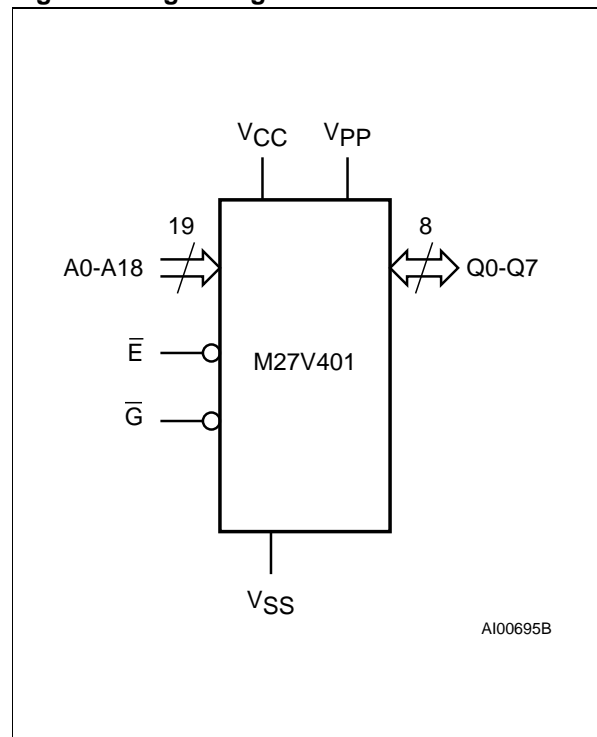 VCC VPP
19 8
A0-A18 Q0-Q7
E̅
M27V401
G̅
VSS
AI00695B